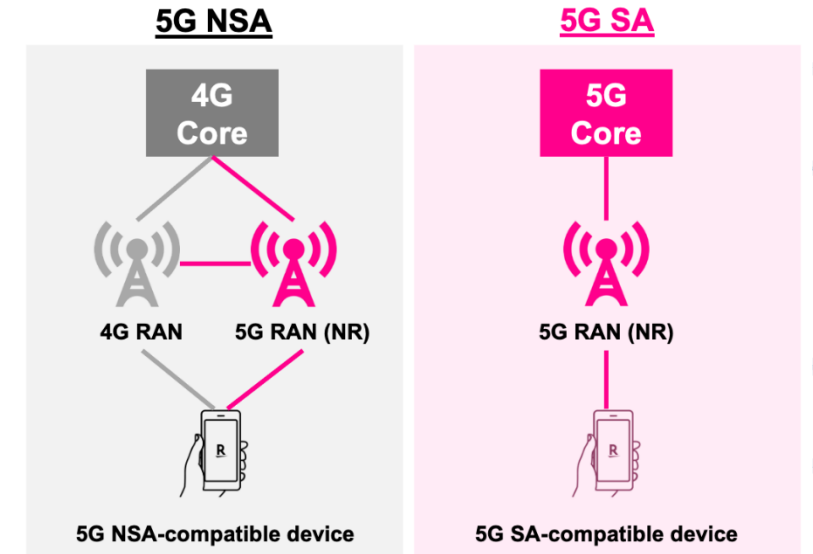 5G NSA
4G
Core
4G RAN
5G RAN (NR)
R
5G NSA-compatible device
5G SA
5G
Core
5G RAN (NR)
R
5G SA-compatible device